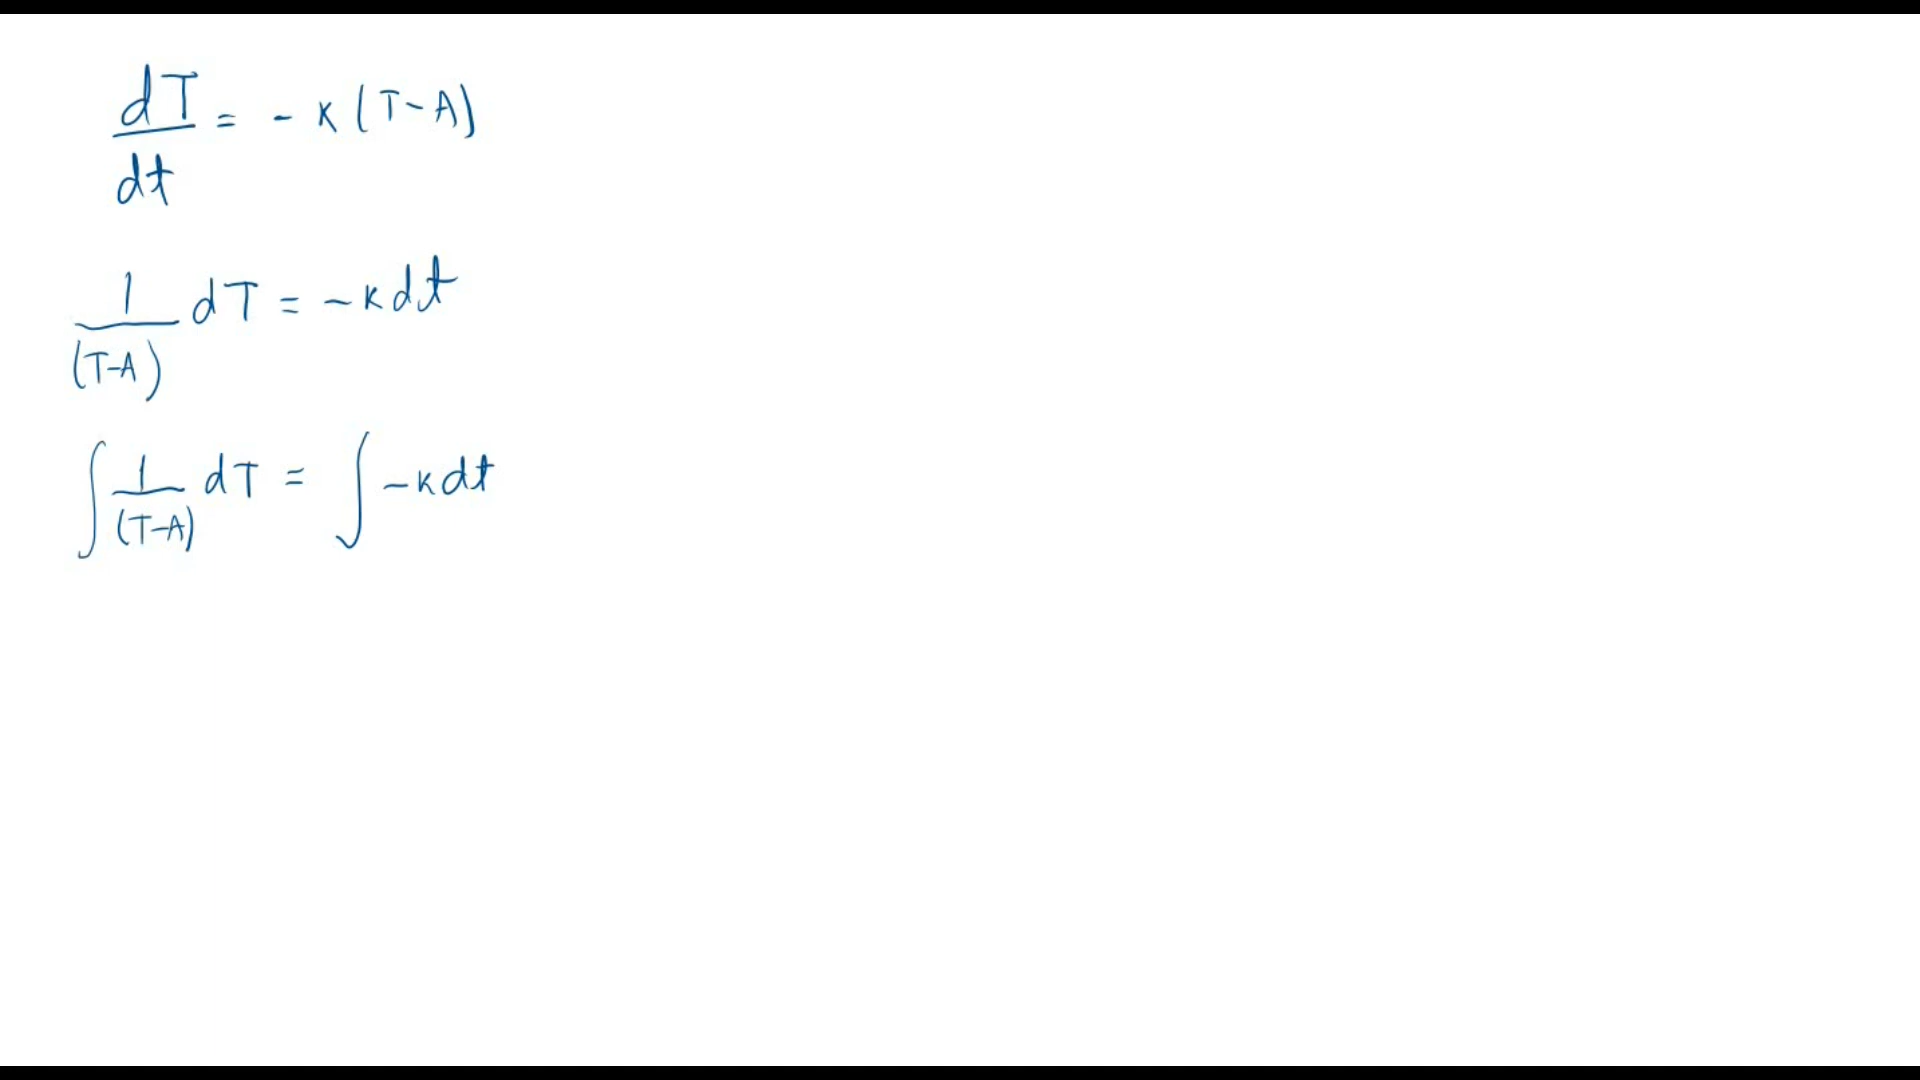 dT/dt = - k (T - A)
1/(T-A) dT = -k dt
∫ 1/(T-A) dT = ∫ -k dt